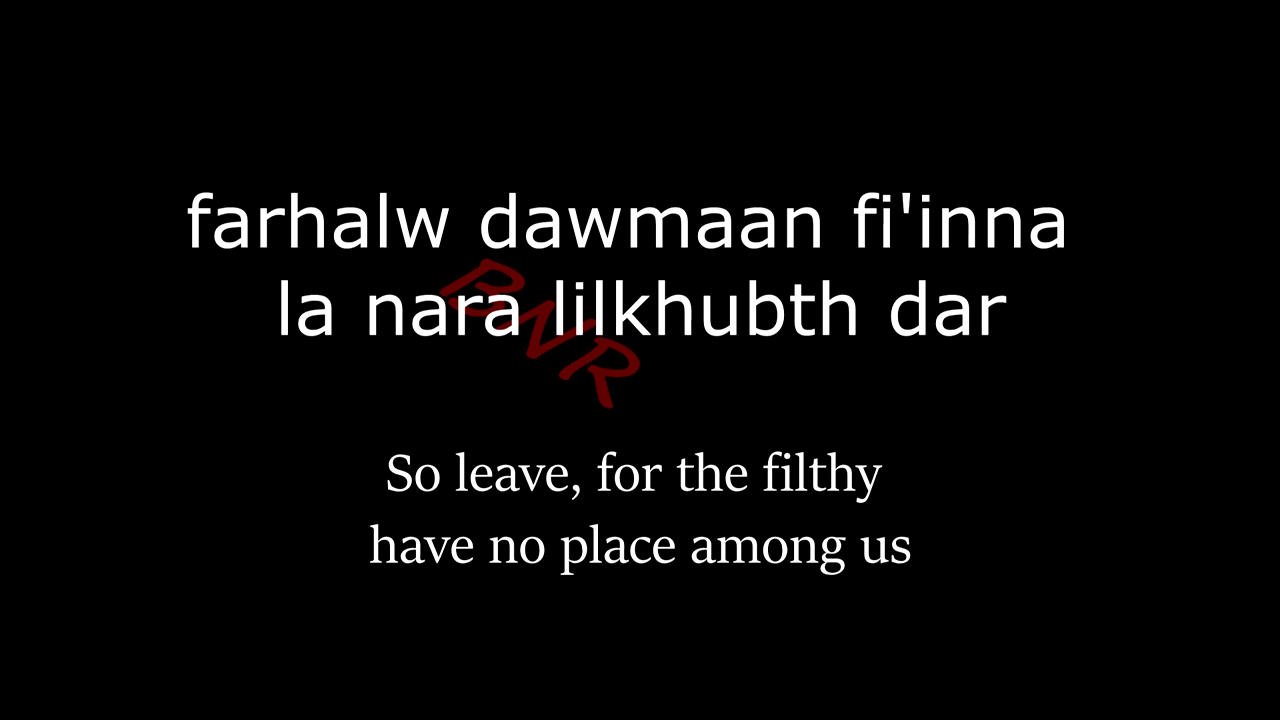 farhalw dawmaan fi'inna
la nara lilkhubth dar
BNR
So leave, for the filthy
have no place among us